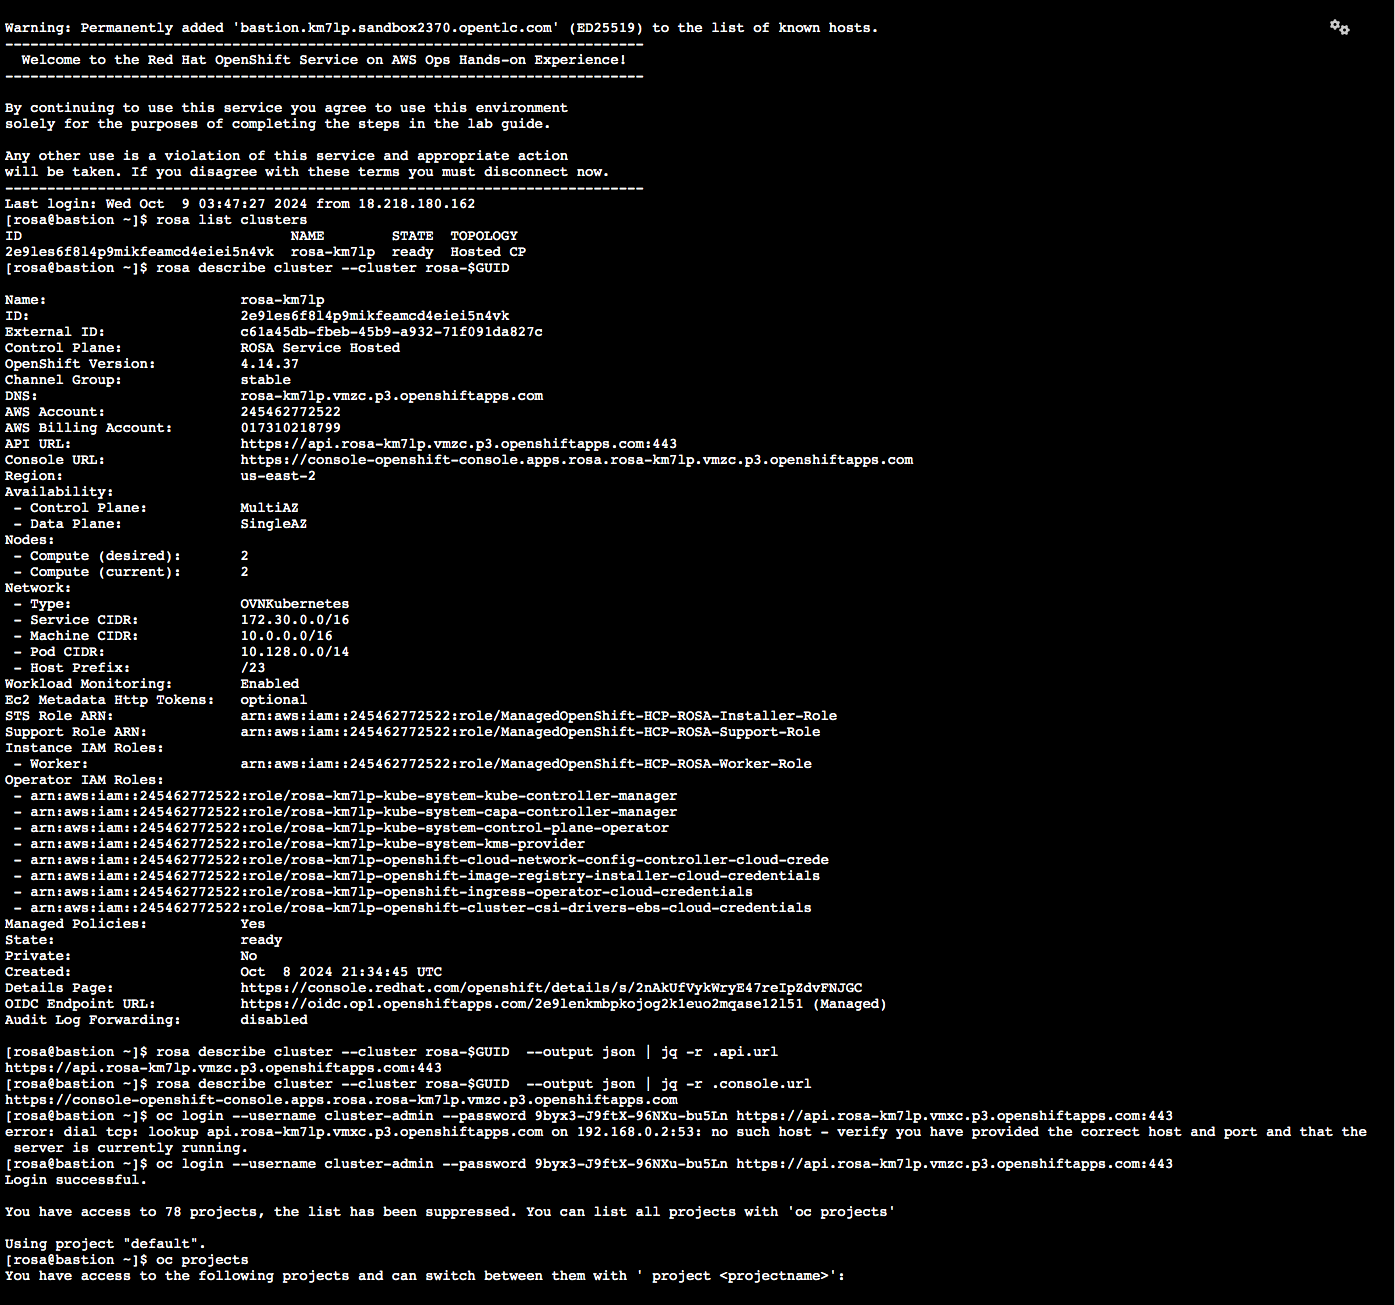 Warning: Permanently added 'bastion.km7lp.sandbox2370.opentlc.com' (ED25519) to the list of known hosts.
----------------------------------------------------------------------------
  Welcome to the Red Hat OpenShift Service on AWS Ops Hands-on Experience!
----------------------------------------------------------------------------

By continuing to use this service you agree to use this environment
solely for the purposes of completing the steps in the lab guide.

Any other use is a violation of this service and appropriate action
will be taken. If you disagree with these terms you must disconnect now.
----------------------------------------------------------------------------
Last login: Wed Oct  9 03:47:27 2024 from 18.218.180.162
[rosa@bastion ~]$ rosa list clusters
ID                                NAME        STATE  TOPOLOGY
2e9les6f8l4p9mikfeamcd4eiei5n4vk  rosa-km7lp  ready  Hosted CP
[rosa@bastion ~]$ rosa describe cluster --cluster rosa-$GUID

Name:                       rosa-km7lp
ID:                         2e9les6f8l4p9mikfeamcd4eiei5n4vk
External ID:                c61a45db-fbeb-45b9-a932-71f091da827c
Control Plane:              ROSA Service Hosted
OpenShift Version:          4.14.37
Channel Group:              stable
DNS:                        rosa-km7lp.vmzc.p3.openshiftapps.com
AWS Account:                245462772522
AWS Billing Account:        017310218799
API URL:                    https://api.rosa-km7lp.vmzc.p3.openshiftapps.com:443
Console URL:                https://console-openshift-console.apps.rosa.rosa-km7lp.vmzc.p3.openshiftapps.com
Region:                     us-east-2
Availability:
 - Control Plane:           MultiAZ
 - Data Plane:              SingleAZ
Nodes:
 - Compute (desired):       2
 - Compute (current):       2
Network:
 - Type:                    OVNKubernetes
 - Service CIDR:            172.30.0.0/16
 - Machine CIDR:            10.0.0.0/16
 - Pod CIDR:                10.128.0.0/14
 - Host Prefix:             /23
Workload Monitoring:        Enabled
Ec2 Metadata Http Tokens:   optional
STS Role ARN:               arn:aws:iam::245462772522:role/ManagedOpenShift-HCP-ROSA-Installer-Role
Support Role ARN:           arn:aws:iam::245462772522:role/ManagedOpenShift-HCP-ROSA-Support-Role
Instance IAM Roles:
 - Worker:                  arn:aws:iam::245462772522:role/ManagedOpenShift-HCP-ROSA-Worker-Role
Operator IAM Roles:
 - arn:aws:iam::245462772522:role/rosa-km7lp-kube-system-kube-controller-manager
 - arn:aws:iam::245462772522:role/rosa-km7lp-kube-system-capa-controller-manager
 - arn:aws:iam::245462772522:role/rosa-km7lp-kube-system-control-plane-operator
 - arn:aws:iam::245462772522:role/rosa-km7lp-kube-system-kms-provider
 - arn:aws:iam::245462772522:role/rosa-km7lp-openshift-cloud-network-config-controller-cloud-crede
 - arn:aws:iam::245462772522:role/rosa-km7lp-openshift-image-registry-installer-cloud-credentials
 - arn:aws:iam::245462772522:role/rosa-km7lp-openshift-ingress-operator-cloud-credentials
 - arn:aws:iam::245462772522:role/rosa-km7lp-openshift-cluster-csi-drivers-ebs-cloud-credentials
Managed Policies:           Yes
State:                      ready
Private:                    No
Created:                    Oct  8 2024 21:34:45 UTC
Details Page:               https://console.redhat.com/openshift/details/s/2nAkUfVykWryE47reIpZdvFNJGC
OIDC Endpoint URL:          https://oidc.op1.openshiftapps.com/2e9lenkmbpkojog2k1euo2mqase12l51 (Managed)
Audit Log Forwarding:       disabled

[rosa@bastion ~]$ rosa describe cluster --cluster rosa-$GUID  --output json | jq -r .api.url
https://api.rosa-km7lp.vmzc.p3.openshiftapps.com:443
[rosa@bastion ~]$ rosa describe cluster --cluster rosa-$GUID  --output json | jq -r .console.url
https://console-openshift-console.apps.rosa.rosa-km7lp.vmzc.p3.openshiftapps.com
[rosa@bastion ~]$ oc login --username cluster-admin --password 9byx3-J9ftX-96NXu-bu5Ln https://api.rosa-km7lp.vmxc.p3.openshiftapps.com:443
error: dial tcp: lookup api.rosa-km7lp.vmxc.p3.openshiftapps.com on 192.168.0.2:53: no such host - verify you have provided the correct host and port and that the
 server is currently running.
[rosa@bastion ~]$ oc login --username cluster-admin --password 9byx3-J9ftX-96NXu-bu5Ln https://api.rosa-km7lp.vmzc.p3.openshiftapps.com:443
Login successful.

You have access to 78 projects, the list has been suppressed. You can list all projects with 'oc projects'

Using project "default".
[rosa@bastion ~]$ oc projects
You have access to the following projects and can switch between them with ' project <projectname>':